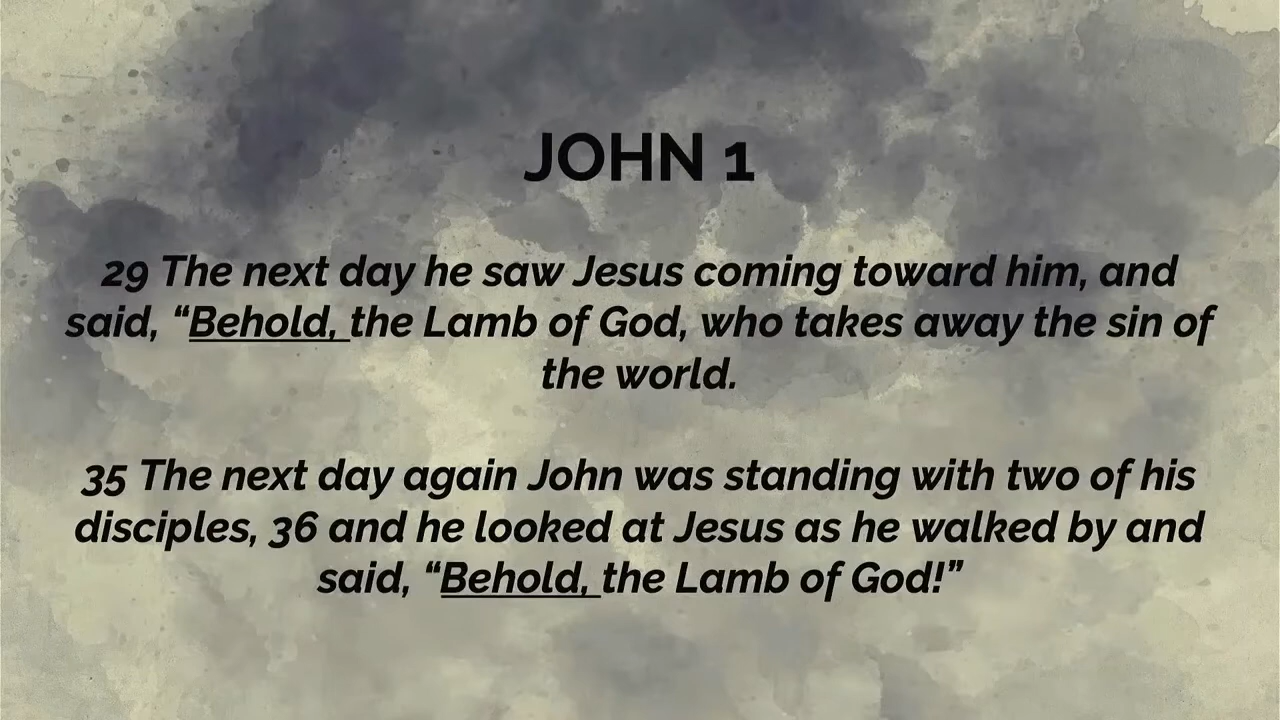 JOHN 1
29 The next day he saw Jesus coming toward him, and
said, “Behold, the Lamb of God, who takes away the sin of
the world.
35 The next day again John was standing with two of his
disciples, 36 and he looked at Jesus as he walked by and
said, “Behold, the Lamb of God!”